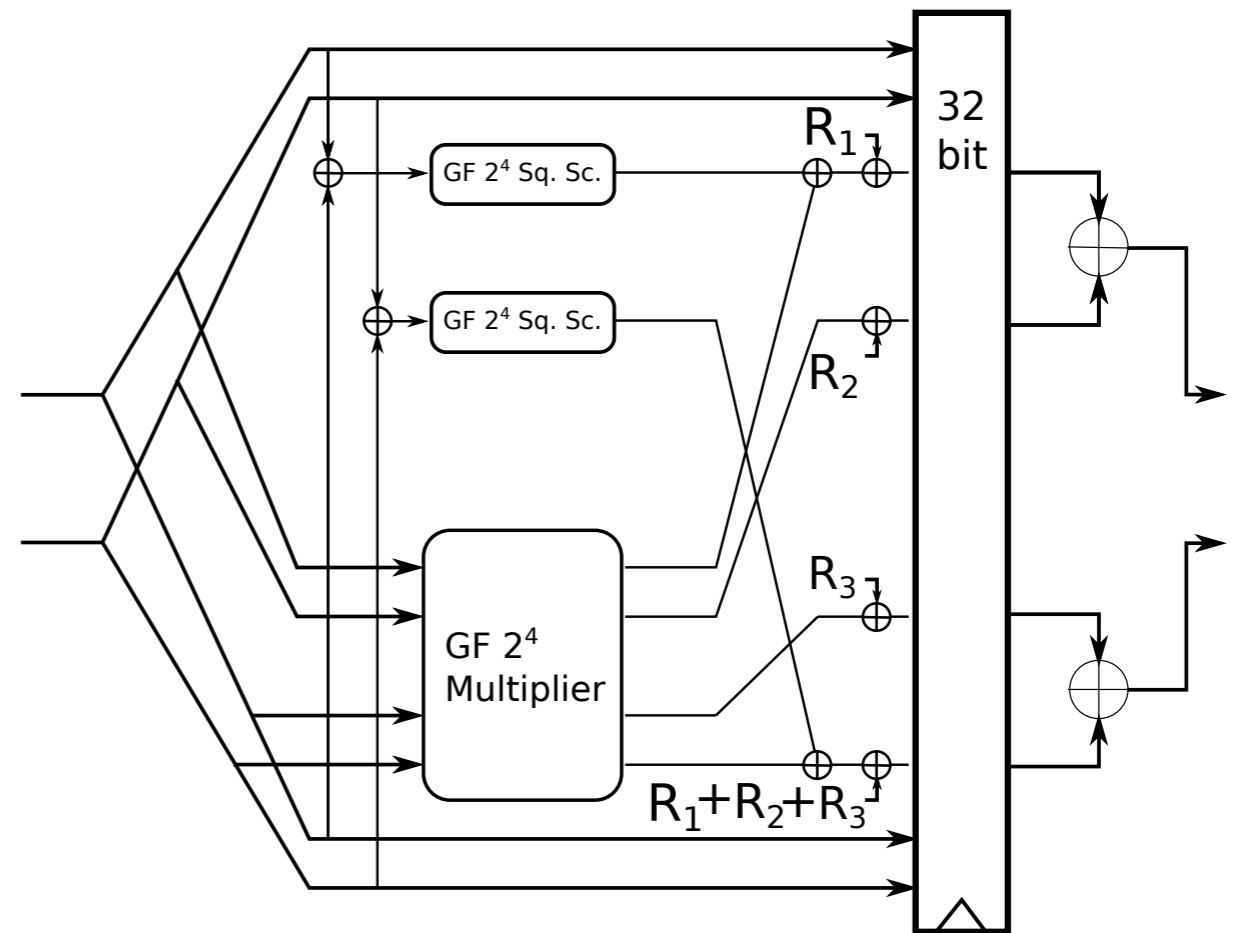 32
bit
R₁
GF 2⁴ Sq. Sc.
GF 2⁴ Sq. Sc.
R₂
R₃
GF 2⁴
Multiplier
R₁+R₂+R₃